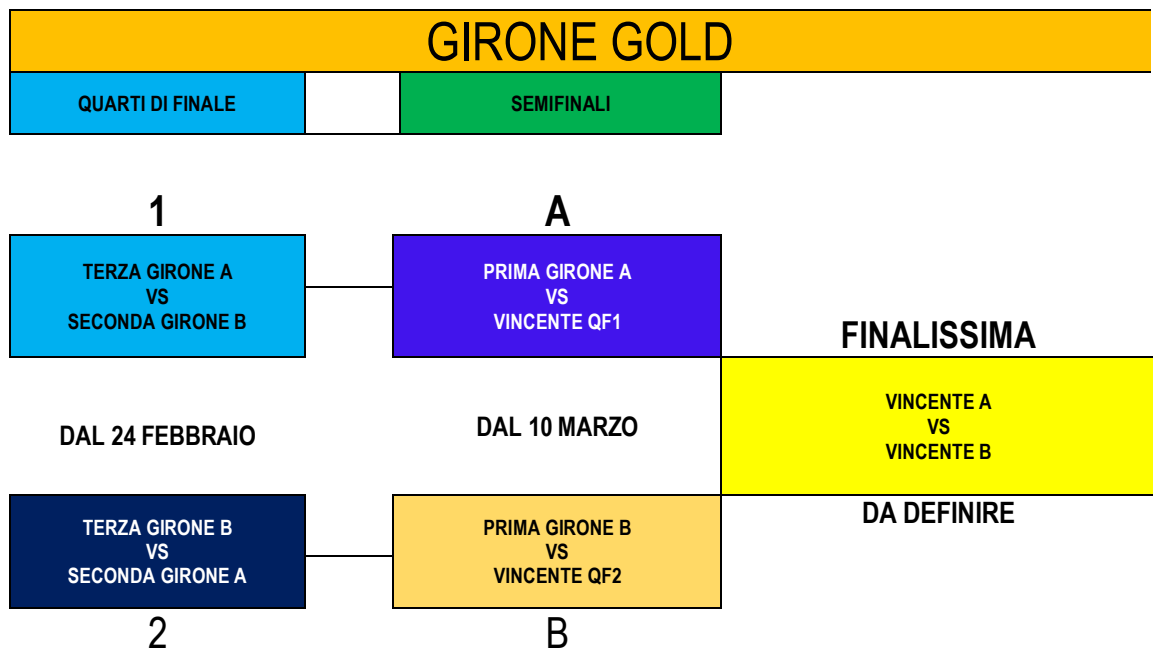 GIRONE GOLD
QUARTI DI FINALE
SEMIFINALI
1
A
TERZA GIRONE A
VS
SECONDA GIRONE B
PRIMA GIRONE A
VS
VINCENTE QF1
FINALISSIMA
VINCENTE A
VS
VINCENTE B
DAL 24 FEBBRAIO
DAL 10 MARZO
DA DEFINIRE
TERZA GIRONE B
VS
SECONDA GIRONE A
PRIMA GIRONE B
VS
VINCENTE QF2
2
B